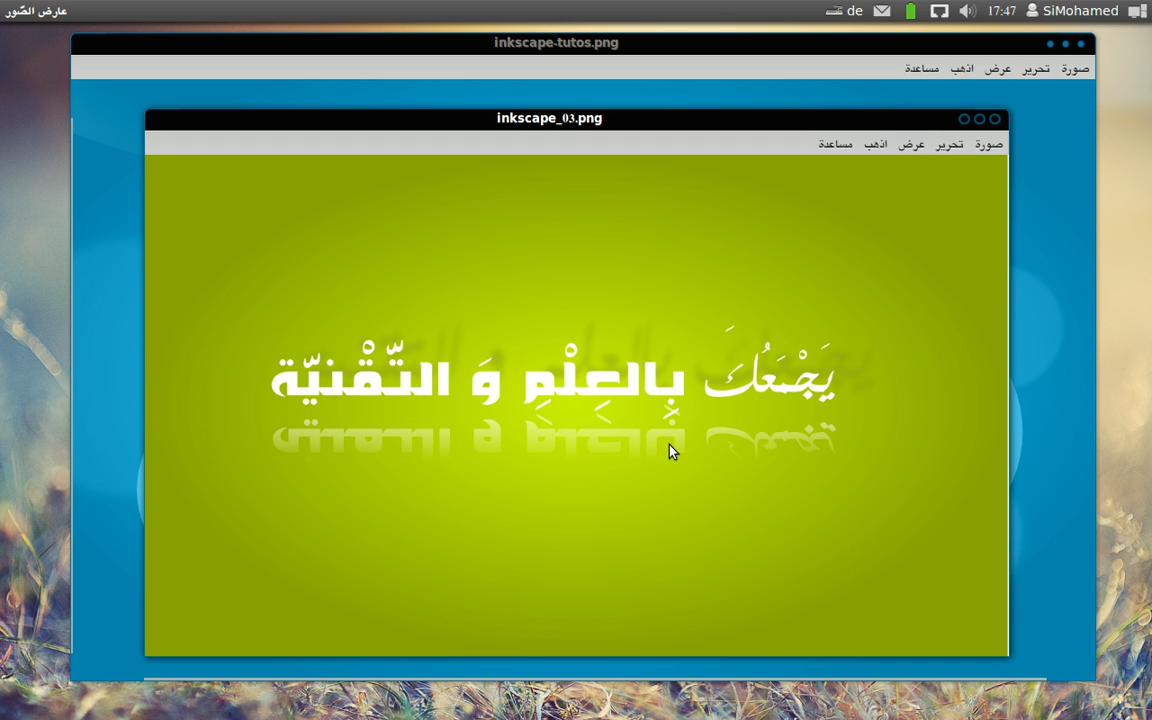 عارض الصّور
de
17:47
SiMohamed
inkscape-tutos.png
صورة تحرير عرض اذهب مساعدة
inkscape_03.png
صورة تحرير عرض اذهب مساعدة
يَجْمَعُكَ بِالعِلْمِ وَ التّقْنيّة